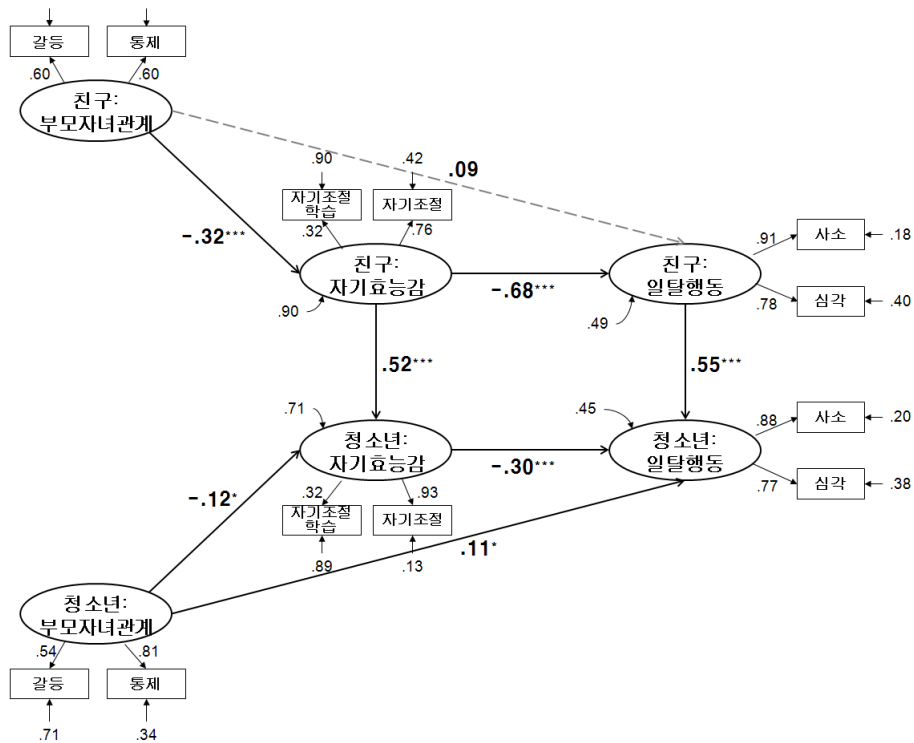 갈등
통제
.60
.60
친구:
부모자녀관계
.09
.90
.42
자기조절
학습
자기조절
-.32***
.32
.76
사소
.18
.91
친구:
자기효능감
친구:
일탈행동
-.68***
심각
.40
.78
.90
.49
.52***
.55***
.71
.45
사소
.20
.88
청소년:
자기효능감
청소년:
일탈행동
-.30***
심각
.38
.77
-.12*
.32
.93
자기조절
학습
자기조절
.11*
.89
.13
청소년:
부모자녀관계
.54
.81
갈등
통제
.71
.34